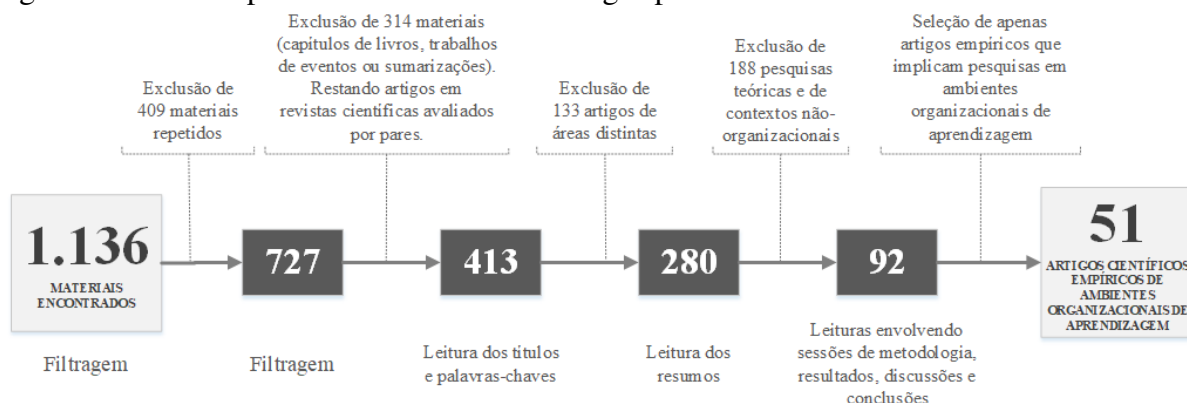 Exclusão de
409 materiais
repetidos
Exclusão de 314 materiais
(capítulos de livros, trabalhos
de eventos ou sumarizações).
Restando artigos em
revistas científicas avaliados
por pares.
Exclusão de
133 artigos de
áreas distintas
Exclusão de
188 pesquisas
teóricas e de
contextos não-
organizacionais
Seleção de apenas
artigos empíricos que
implicam pesquisas em
ambientes
organizacionais de
aprendizagem
1.136
MATERIAIS
ENCONTRADOS
727
413
280
92
51
ARTIGOS CIENTÍFICOS
EMPÍRICOS DE
AMBIENTES
ORGANIZACIONAIS DE
APRENDIZAGEM
Filtragem
Filtragem
Leitura dos títulos
e palavras-chaves
Leitura dos
resumos
Leituras envolvendo
sessões de metodologia,
resultados, discussões e
conclusões